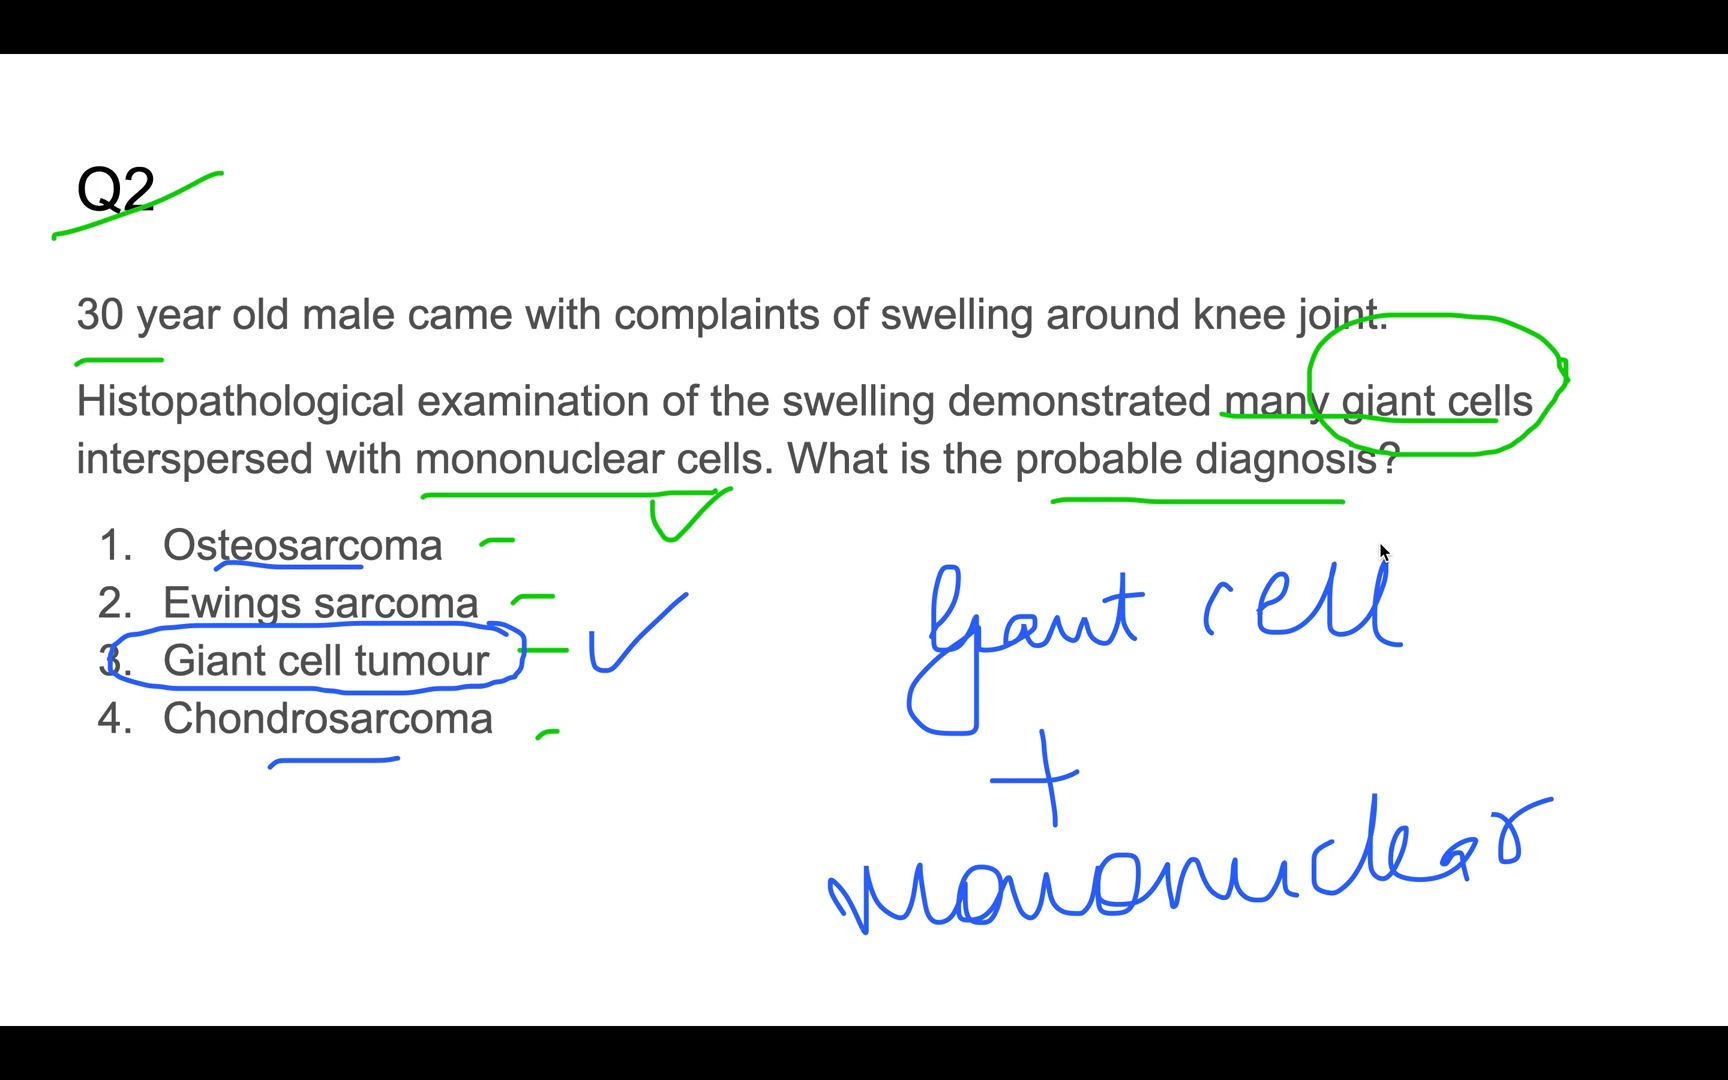 Q2
30 year old male came with complaints of swelling around knee joint.
Histopathological examination of the swelling demonstrated many giant cells
interspersed with mononuclear cells. What is the probable diagnosis?
1. Osteosarcoma
2. Ewings sarcoma
3. Giant cell tumour
4. Chondrosarcoma
Giant cell
+
Mononuclear